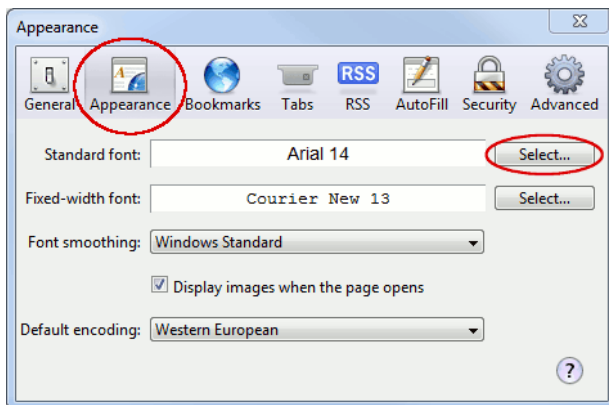 Appearance
General Appearance Bookmarks Tabs RSS AutoFill Security Advanced
RSS
Standard font: Arial 14 Select...
Fixed-width font: Courier New 13 Select...
Font smoothing: Windows Standard
Display images when the page opens
Default encoding: Western European
?